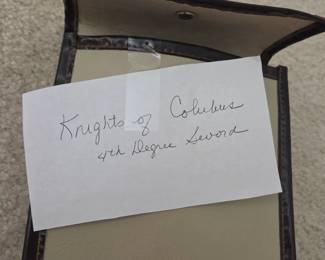 Knights of Colubus
4th Degree Sword